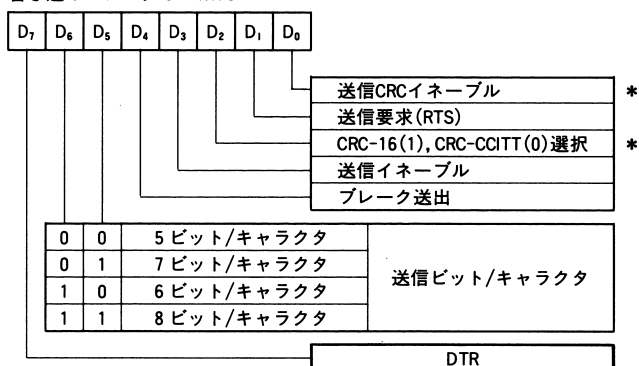 D₇ D₆ D₅ D₄ D₃ D₂ D₁ D₀
送信CRCイネーブル *
送信要求(RTS)
CRC-16(1), CRC-CCITT(0)選択 *
送信イネーブル
ブレーク送出
0 0 5ビット/キャラクタ
0 1 7ビット/キャラクタ
1 0 6ビット/キャラクタ
1 1 8ビット/キャラクタ
送信ビット/キャラクタ
DTR